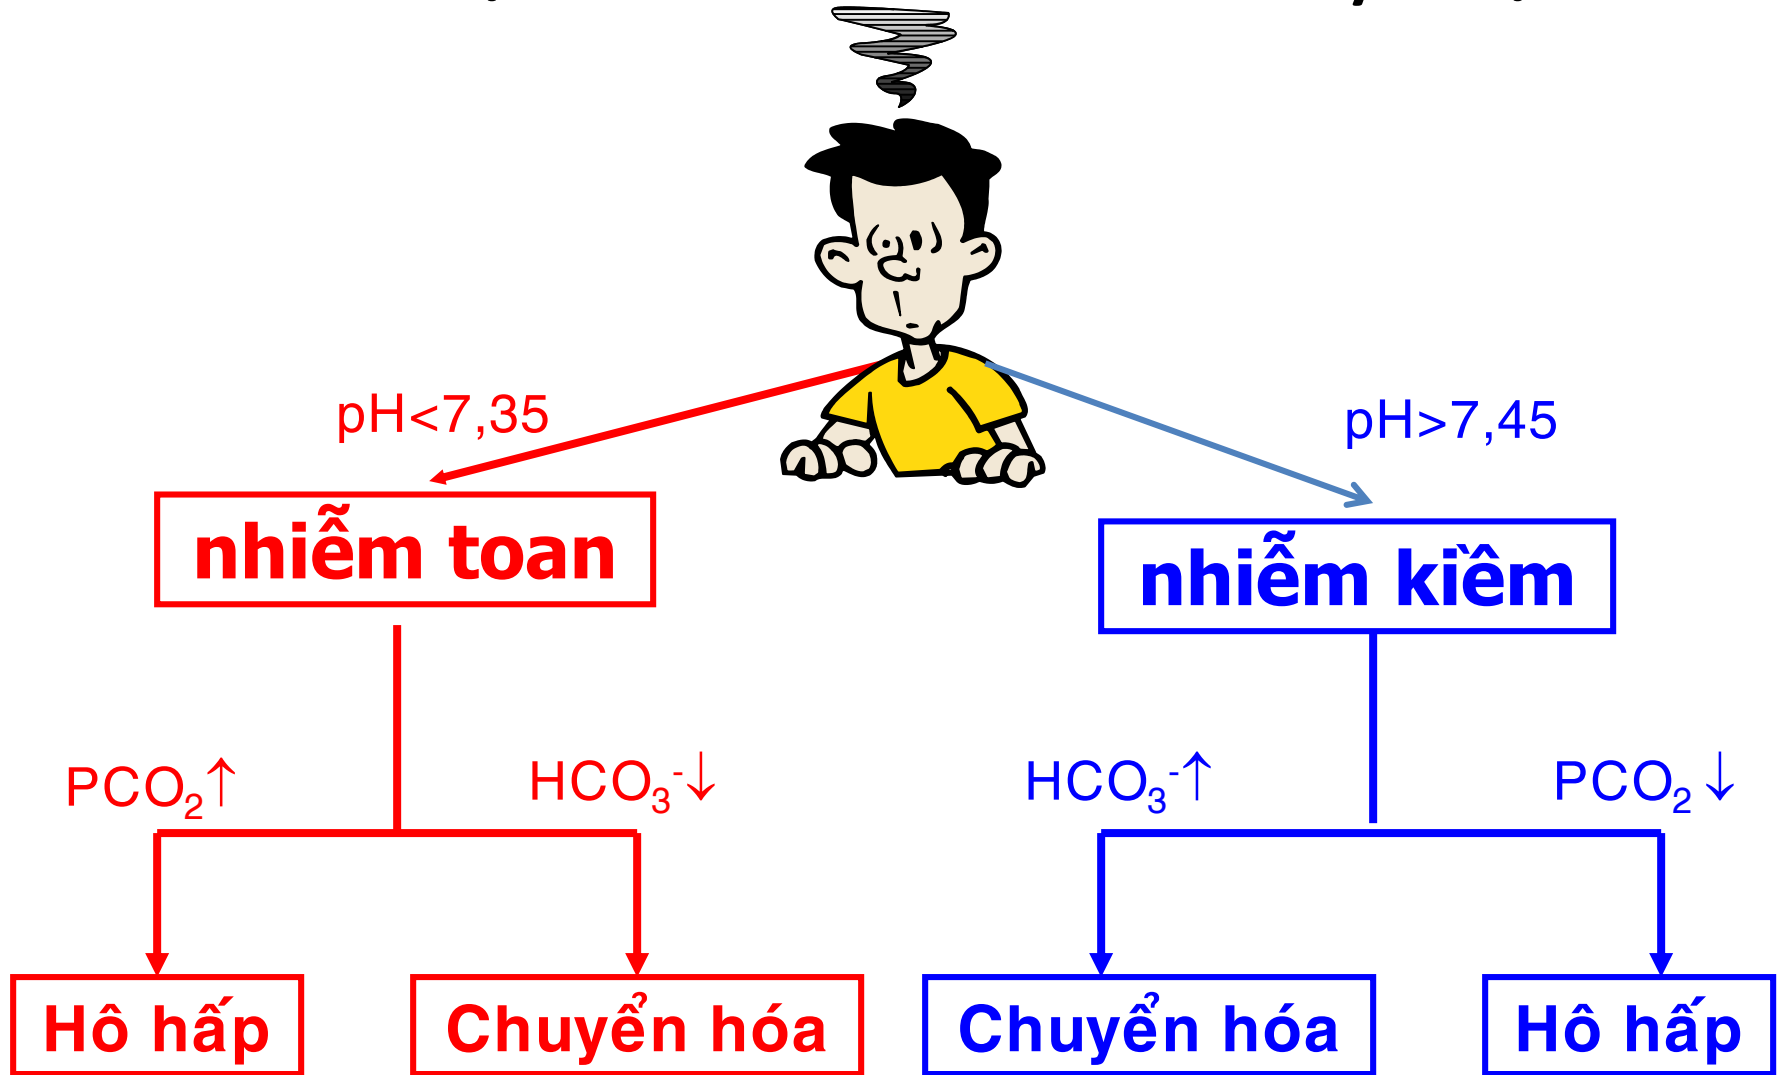 pH<7,35
pH>7,45
nhiễm toan
nhiễm kiềm
PCO₂↑
HCO₃⁻↓
HCO₃⁻↑
PCO₂ ↓
Hô hấp
Chuyển hóa
Chuyển hóa
Hô hấp